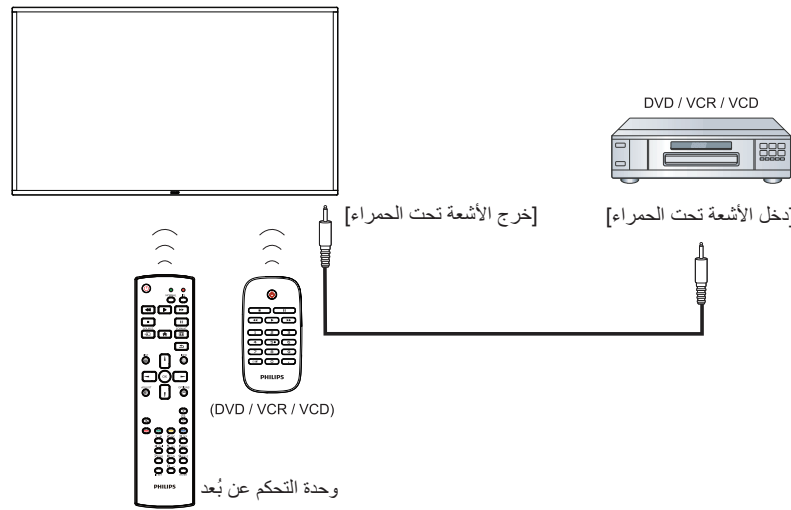 DVD / VCR / VCD
[خرج الأشعة تحت الحمراء]
[دخل الأشعة تحت الحمراء]
PHILIPS
(DVD / VCR / VCD)
OK
PHILIPS
وحدة التحكم عن بُعد